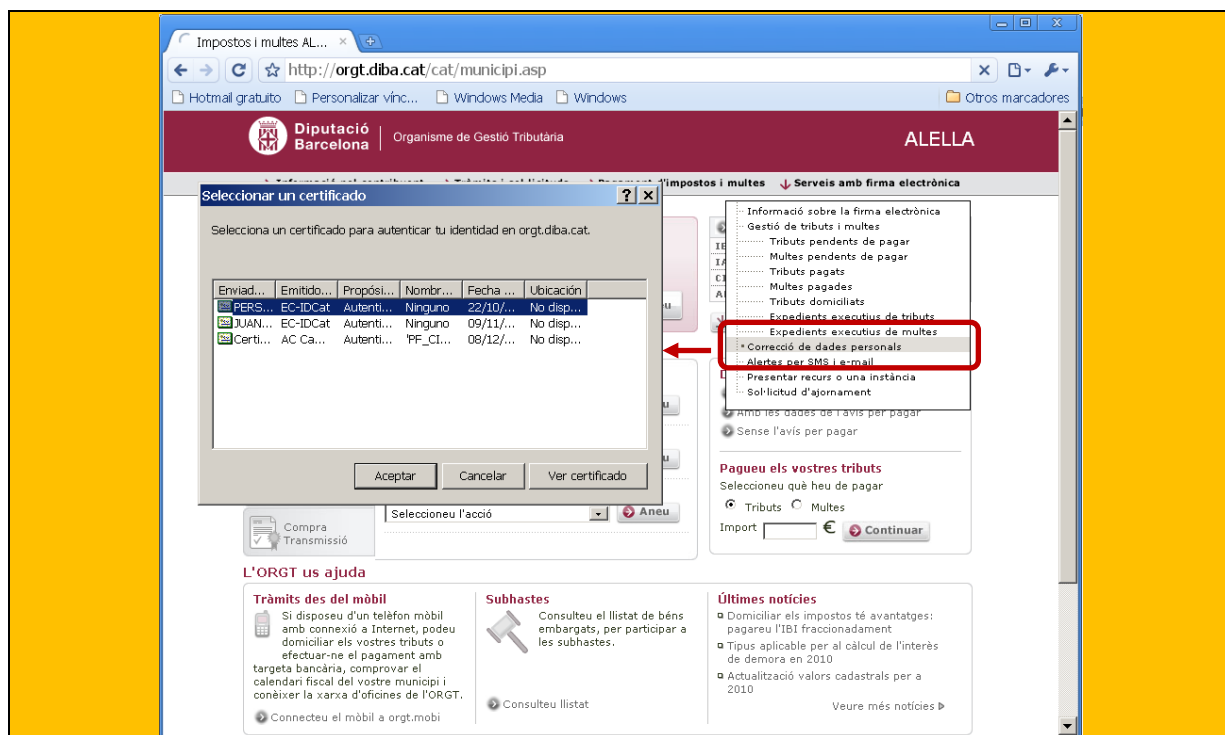 Impostos i multes AL...
http://orgt.diba.cat/cat/municipi.asp
Hotmail gratuito Personalizar vínc... Windows Media Windows Otros marcadores
Diputació
Barcelona
Organisme de Gestió Tributària
ALELLA
d'impostos i multes Serveis amb firma electrònica
Seleccionar un certificado
Selecciona un certificado para autenticar tu identidad en orgt.diba.cat.
Enviad... Emitido... Propósi... Nombr... Fecha ... Ubicación
PERS... EC-IDCat Autenti... Ninguno 22/10/... No disp...
JUAN... EC-IDCat Autenti... Ninguno 09/11/... No disp...
Certi... AC Ca... Autenti... 'PF_CI... 08/12/... No disp...
Aceptar Cancelar Ver certificado
Informació sobre la firma electrònica
Gestió de tributs i multes
Tributs pendents de pagar
Multes pendents de pagar
Tributs pagats
Multes pagades
Tributs domiciliats
Expedients executius de tributs
Expedients executius de multes
Correcció de dades personals
Alertes per SMS i e-mail
Presentar recurs o una instància
Sol·licitud d'ajornament
Amb les dades de l'avís per pagar
Sense l'avís per pagar
Pagueu els vostres tributs
Seleccioneu què heu de pagar
Tributs Multes
Import € Continuar
Compra
Transmissió
Seleccioneu l'acció Aneu
L'ORGT us ajuda
Tràmits des del mòbil
Si disposeu d'un telèfon mòbil
amb connexió a Internet, podeu
domiciliar els vostres tributs o
efectuar-ne el pagament amb
targeta bancària, comprovar el
calendari fiscal del vostre municipi i
conèixer la xarxa d'oficines de l'ORGT.
Connecteu el mòbil a orgt.mobi
Subhastes
Consulteu el llistat de béns
embargats, per participar a
les subhastes.
Consulteu llistat
Últimes notícies
Domiciliar els impostos té avantatges:
pagareu l'IBI fraccionadament
Tipus aplicable per al càlcul de l'interès
de demora en 2010
Actualització valors cadastrals per a
2010
Veure més notícies